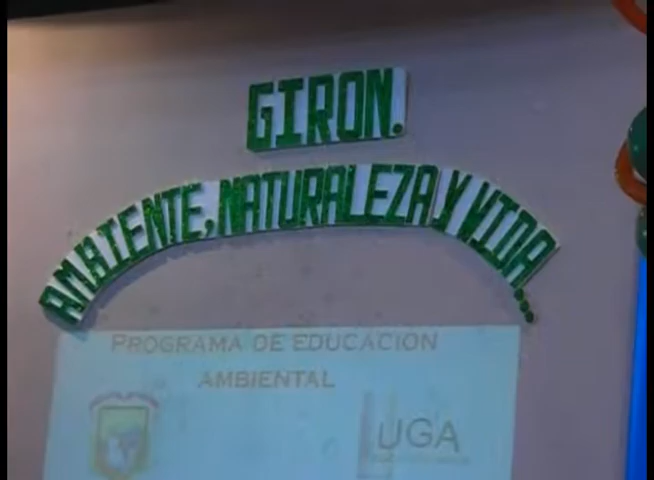 GIRON.
AMBIENTE, NATURALEZA Y VIDA...
PROGRAMA DE EDUCACION
AMBIENTAL
UGA